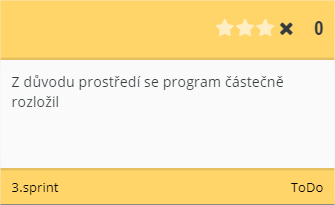 0
Z důvodu prostředí se program částečně
rozložil
3.sprint ToDo